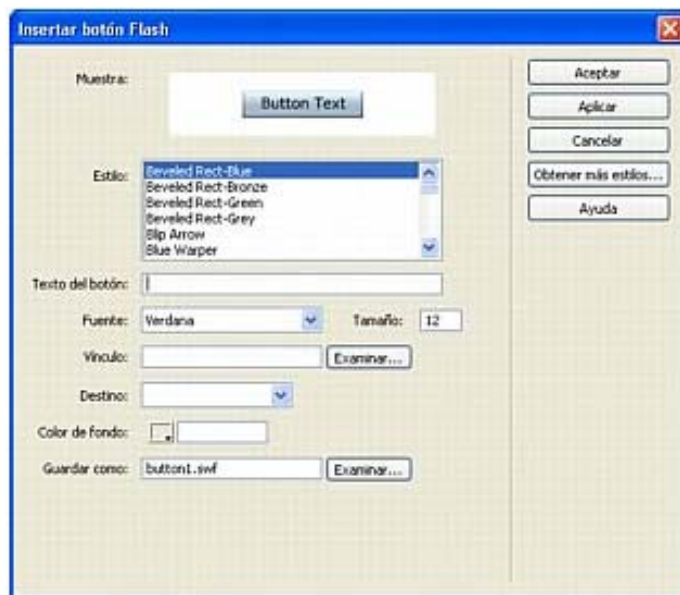 Insertar botón Flash
Muestra:
Button Text
Estilo:
Beveled Rect-Blue
Beveled Rect-Bronze
Beveled Rect-Green
Beveled Rect-Grey
Blip Arrow
Blue Warper
Texto del botón:
Fuente: Verdana Tamaño: 12
Vínculo: Examinar...
Destino:
Color de fondo:
Guardar como: button1.swf Examinar...
Aceptar
Aplicar
Cancelar
Obtener más estilos...
Ayuda